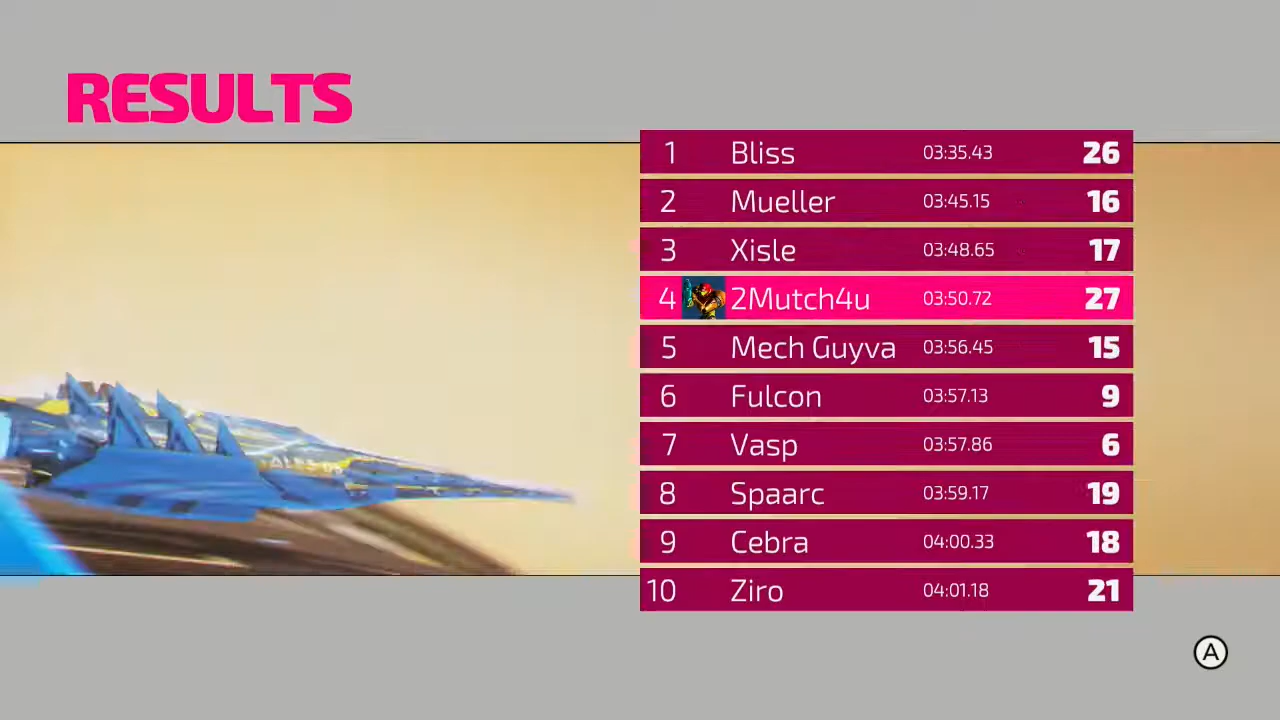 RESULTS
1 Bliss 03:35.43 26
2 Mueller 03:45.15 16
3 Xisle 03:48.65 17
4 2Mutch4u 03:50.72 27
5 Mech Guyva 03:56.45 15
6 Fulcon 03:57.13 9
7 Vasp 03:57.86 6
8 Spaarc 03:59.17 19
9 Cebra 04:00.33 18
10 Ziro 04:01.18 21
A